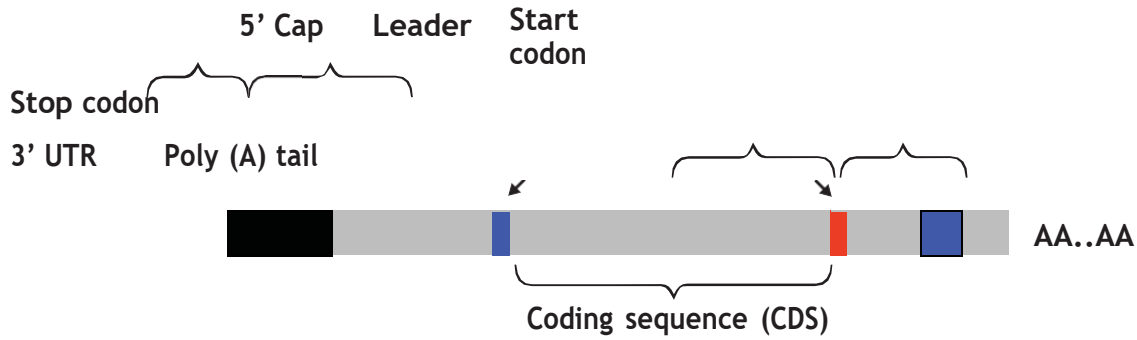 5’ Cap Leader Start
codon
Stop codon
3’ UTR Poly (A) tail
AA..AA
Coding sequence (CDS)